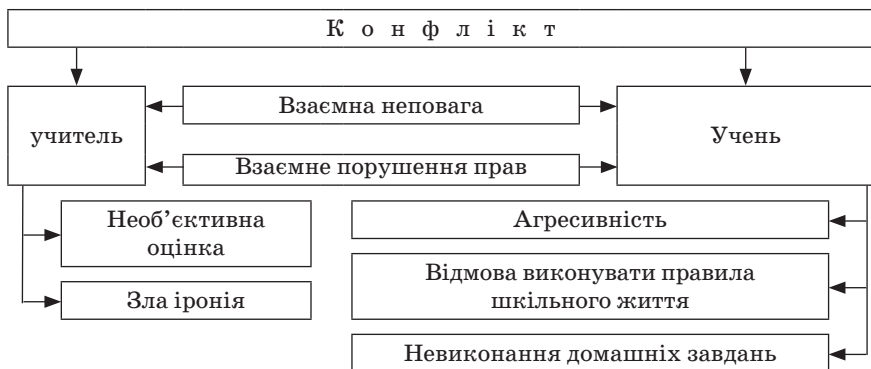 Конфлікт
Взаємна неповага
учитель
Учень
Взаємне порушення прав
Необ’єктивна
оцінка
Зла іронія
Агресивність
Відмова виконувати правила
шкільного життя
Невиконання домашніх завдань